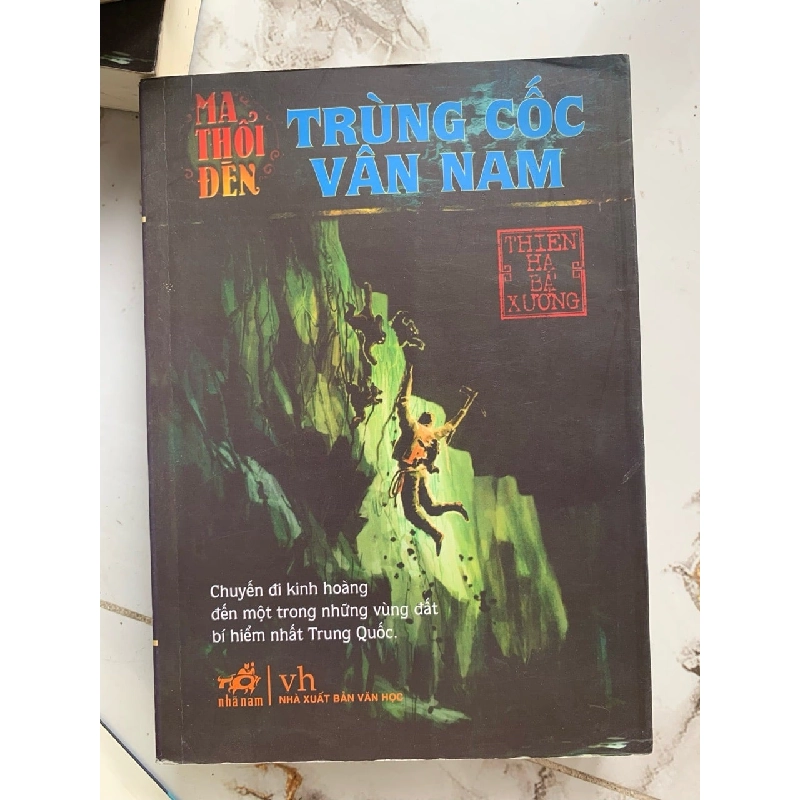 MA
THỔI
ĐÈN
TRÙNG CỐC
VÂN NAM
THIÊN
HẠ
BÁ
XƯỚNG
Chuyến đi kinh hoàng
đến một trong những vùng đất
bí hiểm nhất Trung Quốc.
nhã nam
vh
NHÀ XUẤT BẢN VĂN HỌC